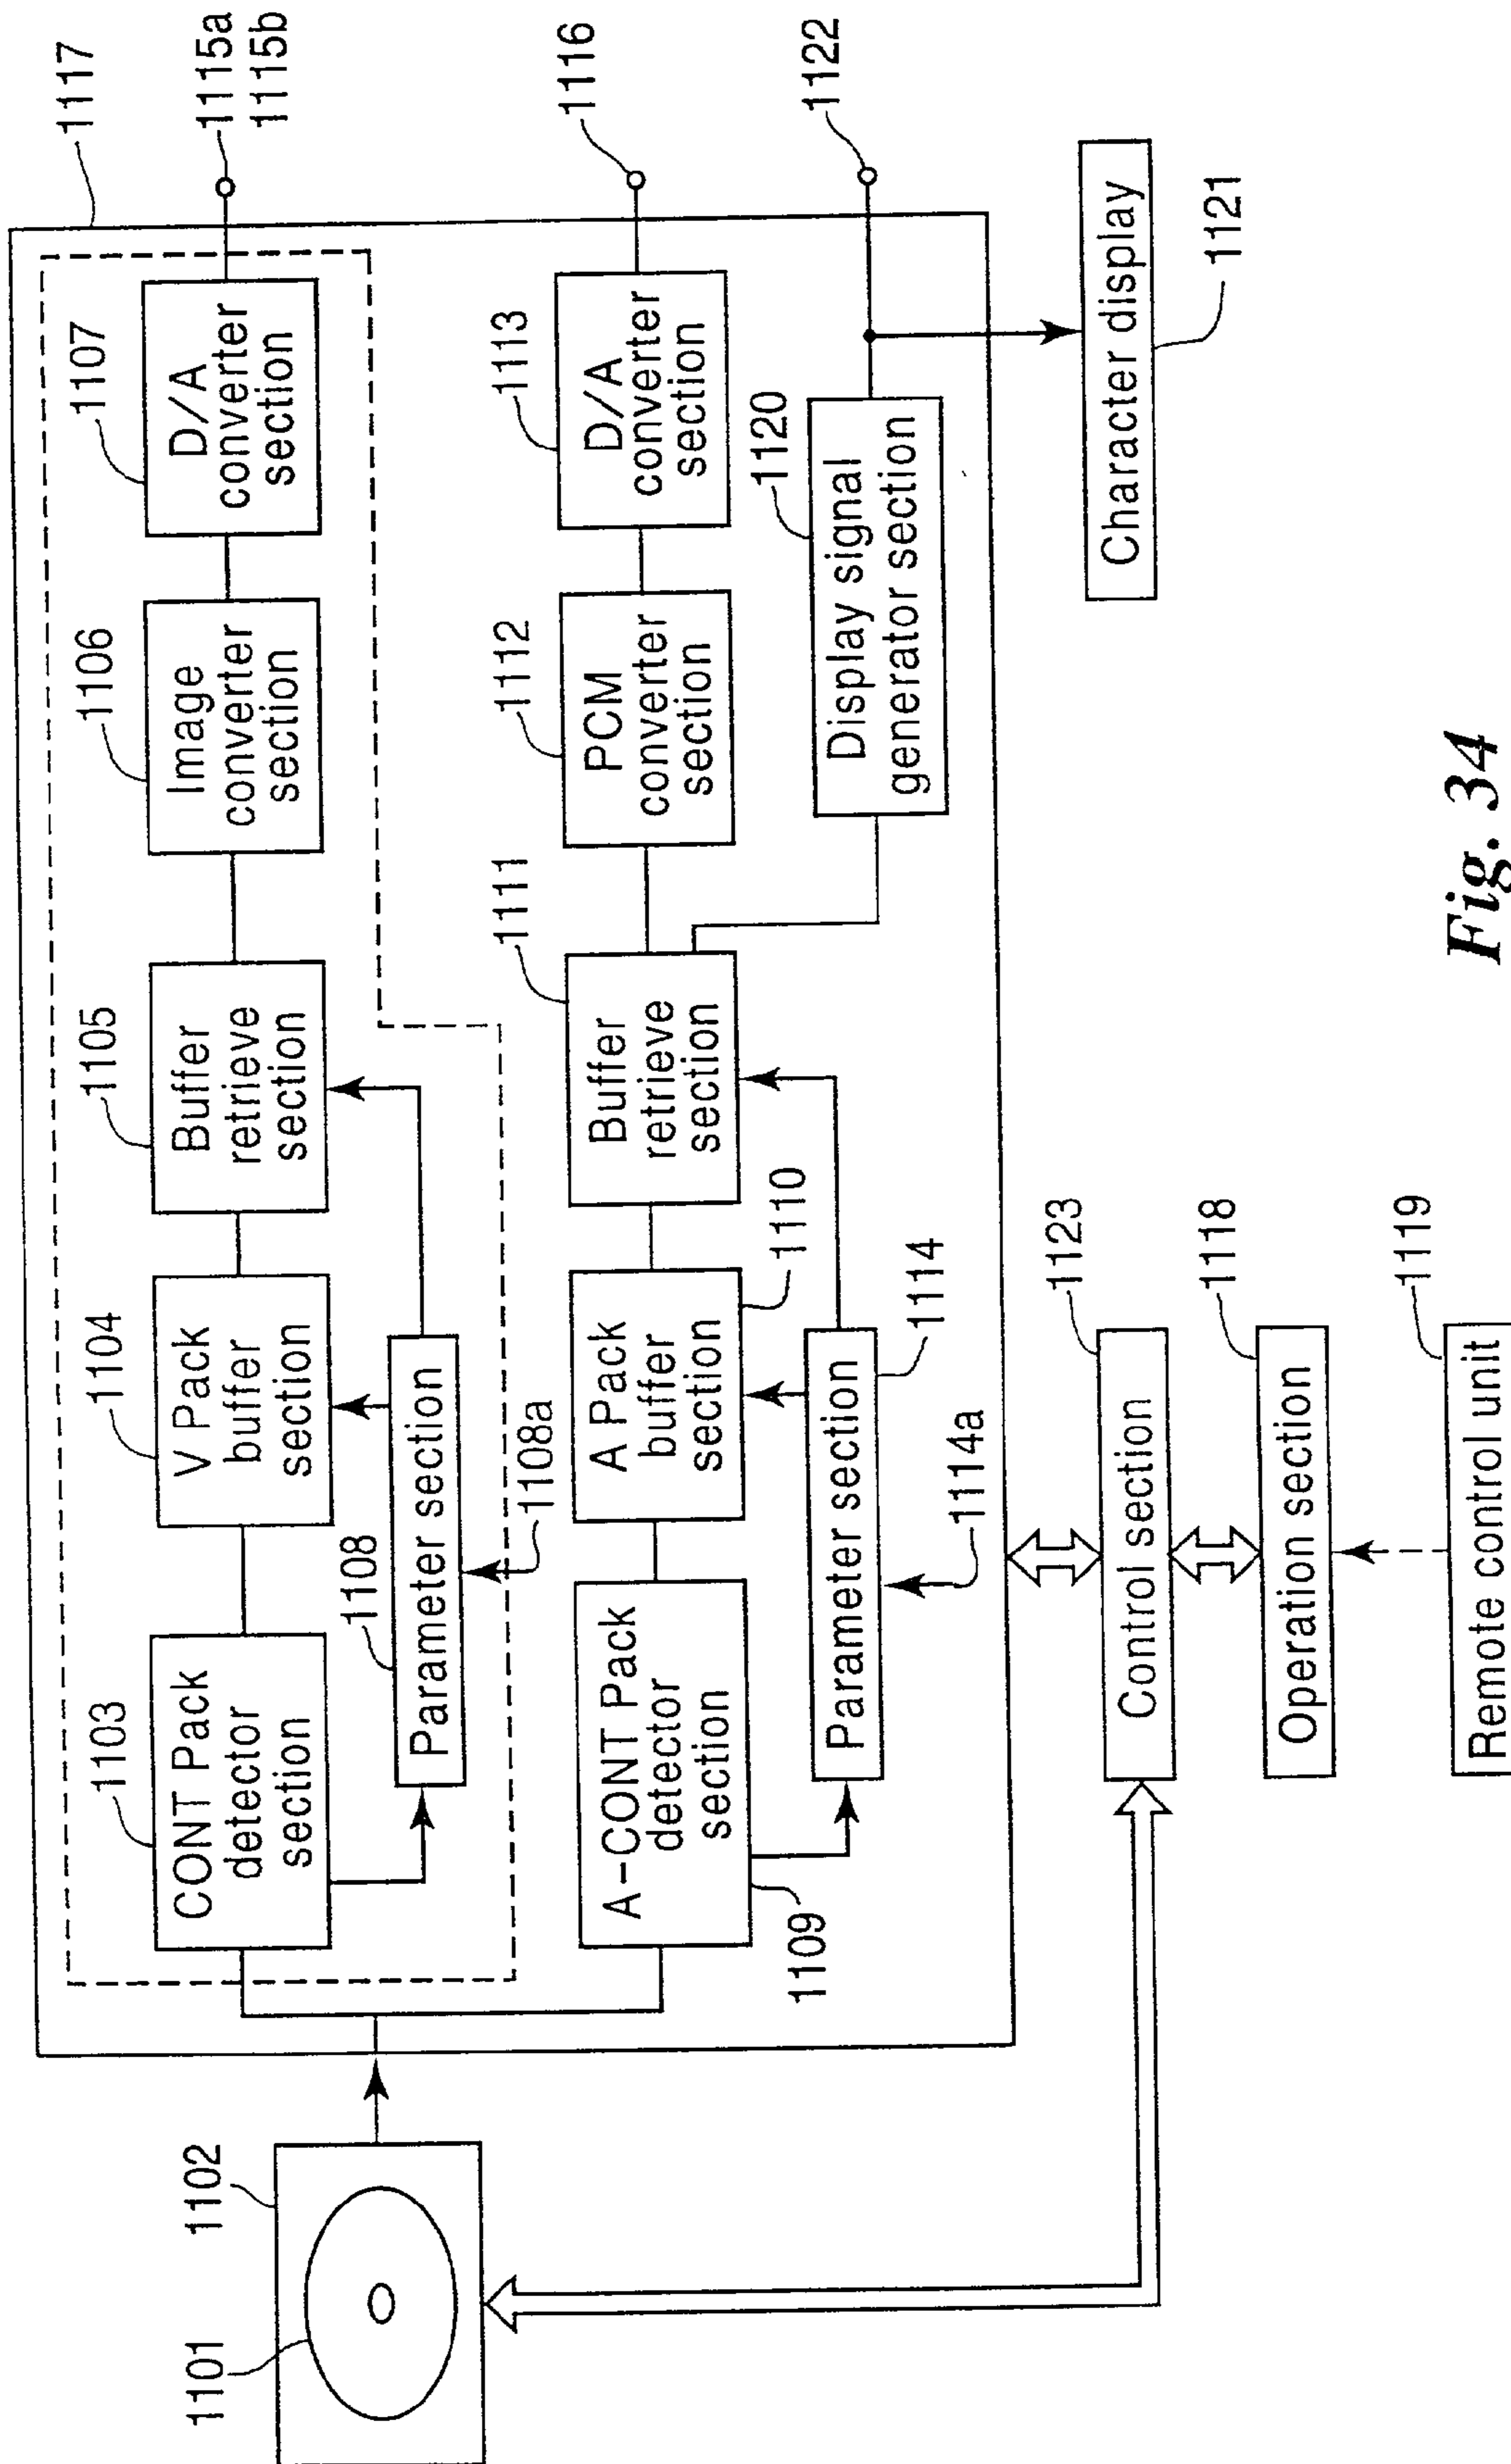 1117
1115a
1115b
1107
D/A
converter
section
1106
Image
converter
section
1105
Buffer
retrieve
section
1104
V Pack
buffer
section
1103
CONT Pack
detector
section
1108
Parameter section
1108a
1116
1113
D/A
converter
section
1112
PCM
converter
section
1111
Buffer
retrieve
section
1110
A Pack
buffer
section
A-CONT Pack
detector
section
1109
1114
Parameter section
1114a
1122
1120
Display signal
generator section
Character display
1121
1102
1101
1123
Control section
1118
Operation section
1119
Remote control unit
Fig. 34